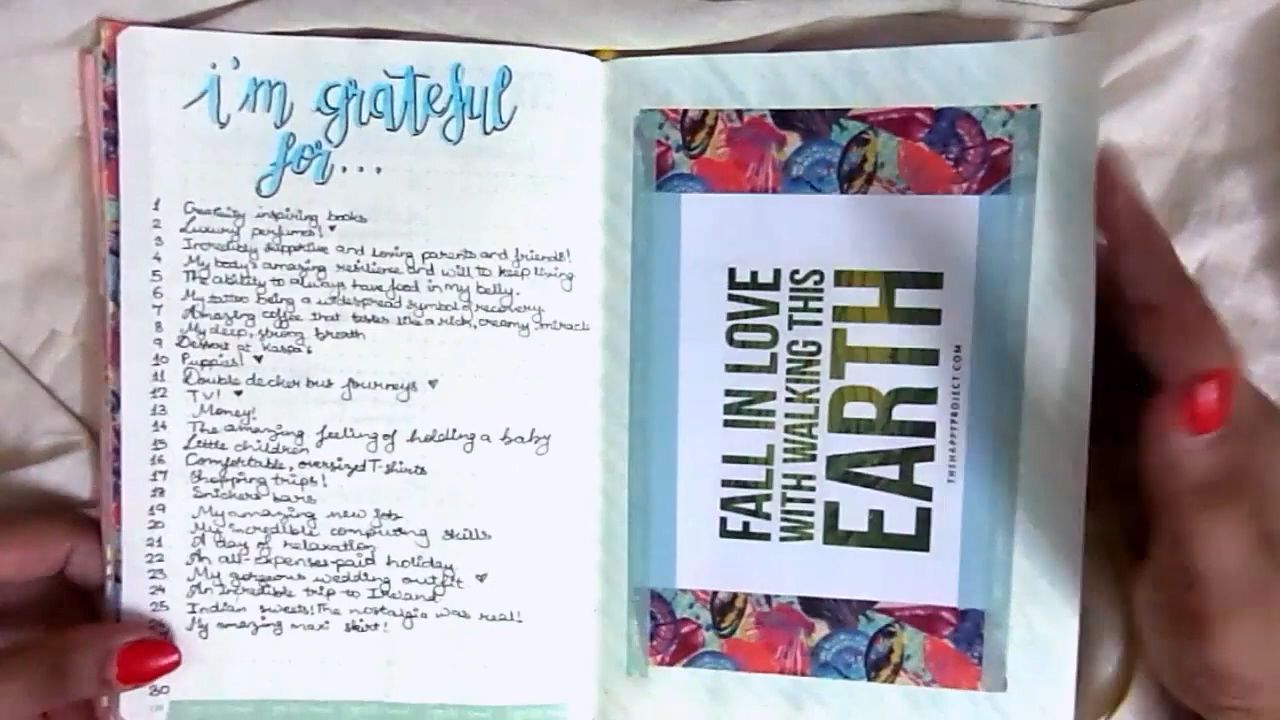 i'm grateful
for...
1 Creativity inspiring books
2 Luxury perfumes! ♥
3 Incredibly supportive and loving parents and friends!
4 My body's amazing resilience and will to keep living
5 The ability to always have food in my belly.
6 My tattoo being a widespread symbol of recovery.
7 Amazing coffee that tastes like a rich, creamy miracle
8 My deep, strong breath
9 Dessert at Kaspa's
10 Puppies! ♥
11 Double decker bus journeys ♥
12 TV! ♥
13 Money!
14 The amazing feeling of holding a baby
15 Little children
16 Comfortable, oversized T-shirts
17 Shopping trips!
18 Snickers bars
19 My amazing new job
20 My incredible computing skills
21 A day of relaxation
22 An all-expenses-paid holiday
23 My gorgeous wedding outfit ♥
24 An Incredible trip to Ireland
25 Indian sweets! The nostalgia was real!
26 My amazing maxi skirt!
30
FALL IN LOVE
WITH WALKING THIS
EARTH
THEHAPPYPROJECT.COM